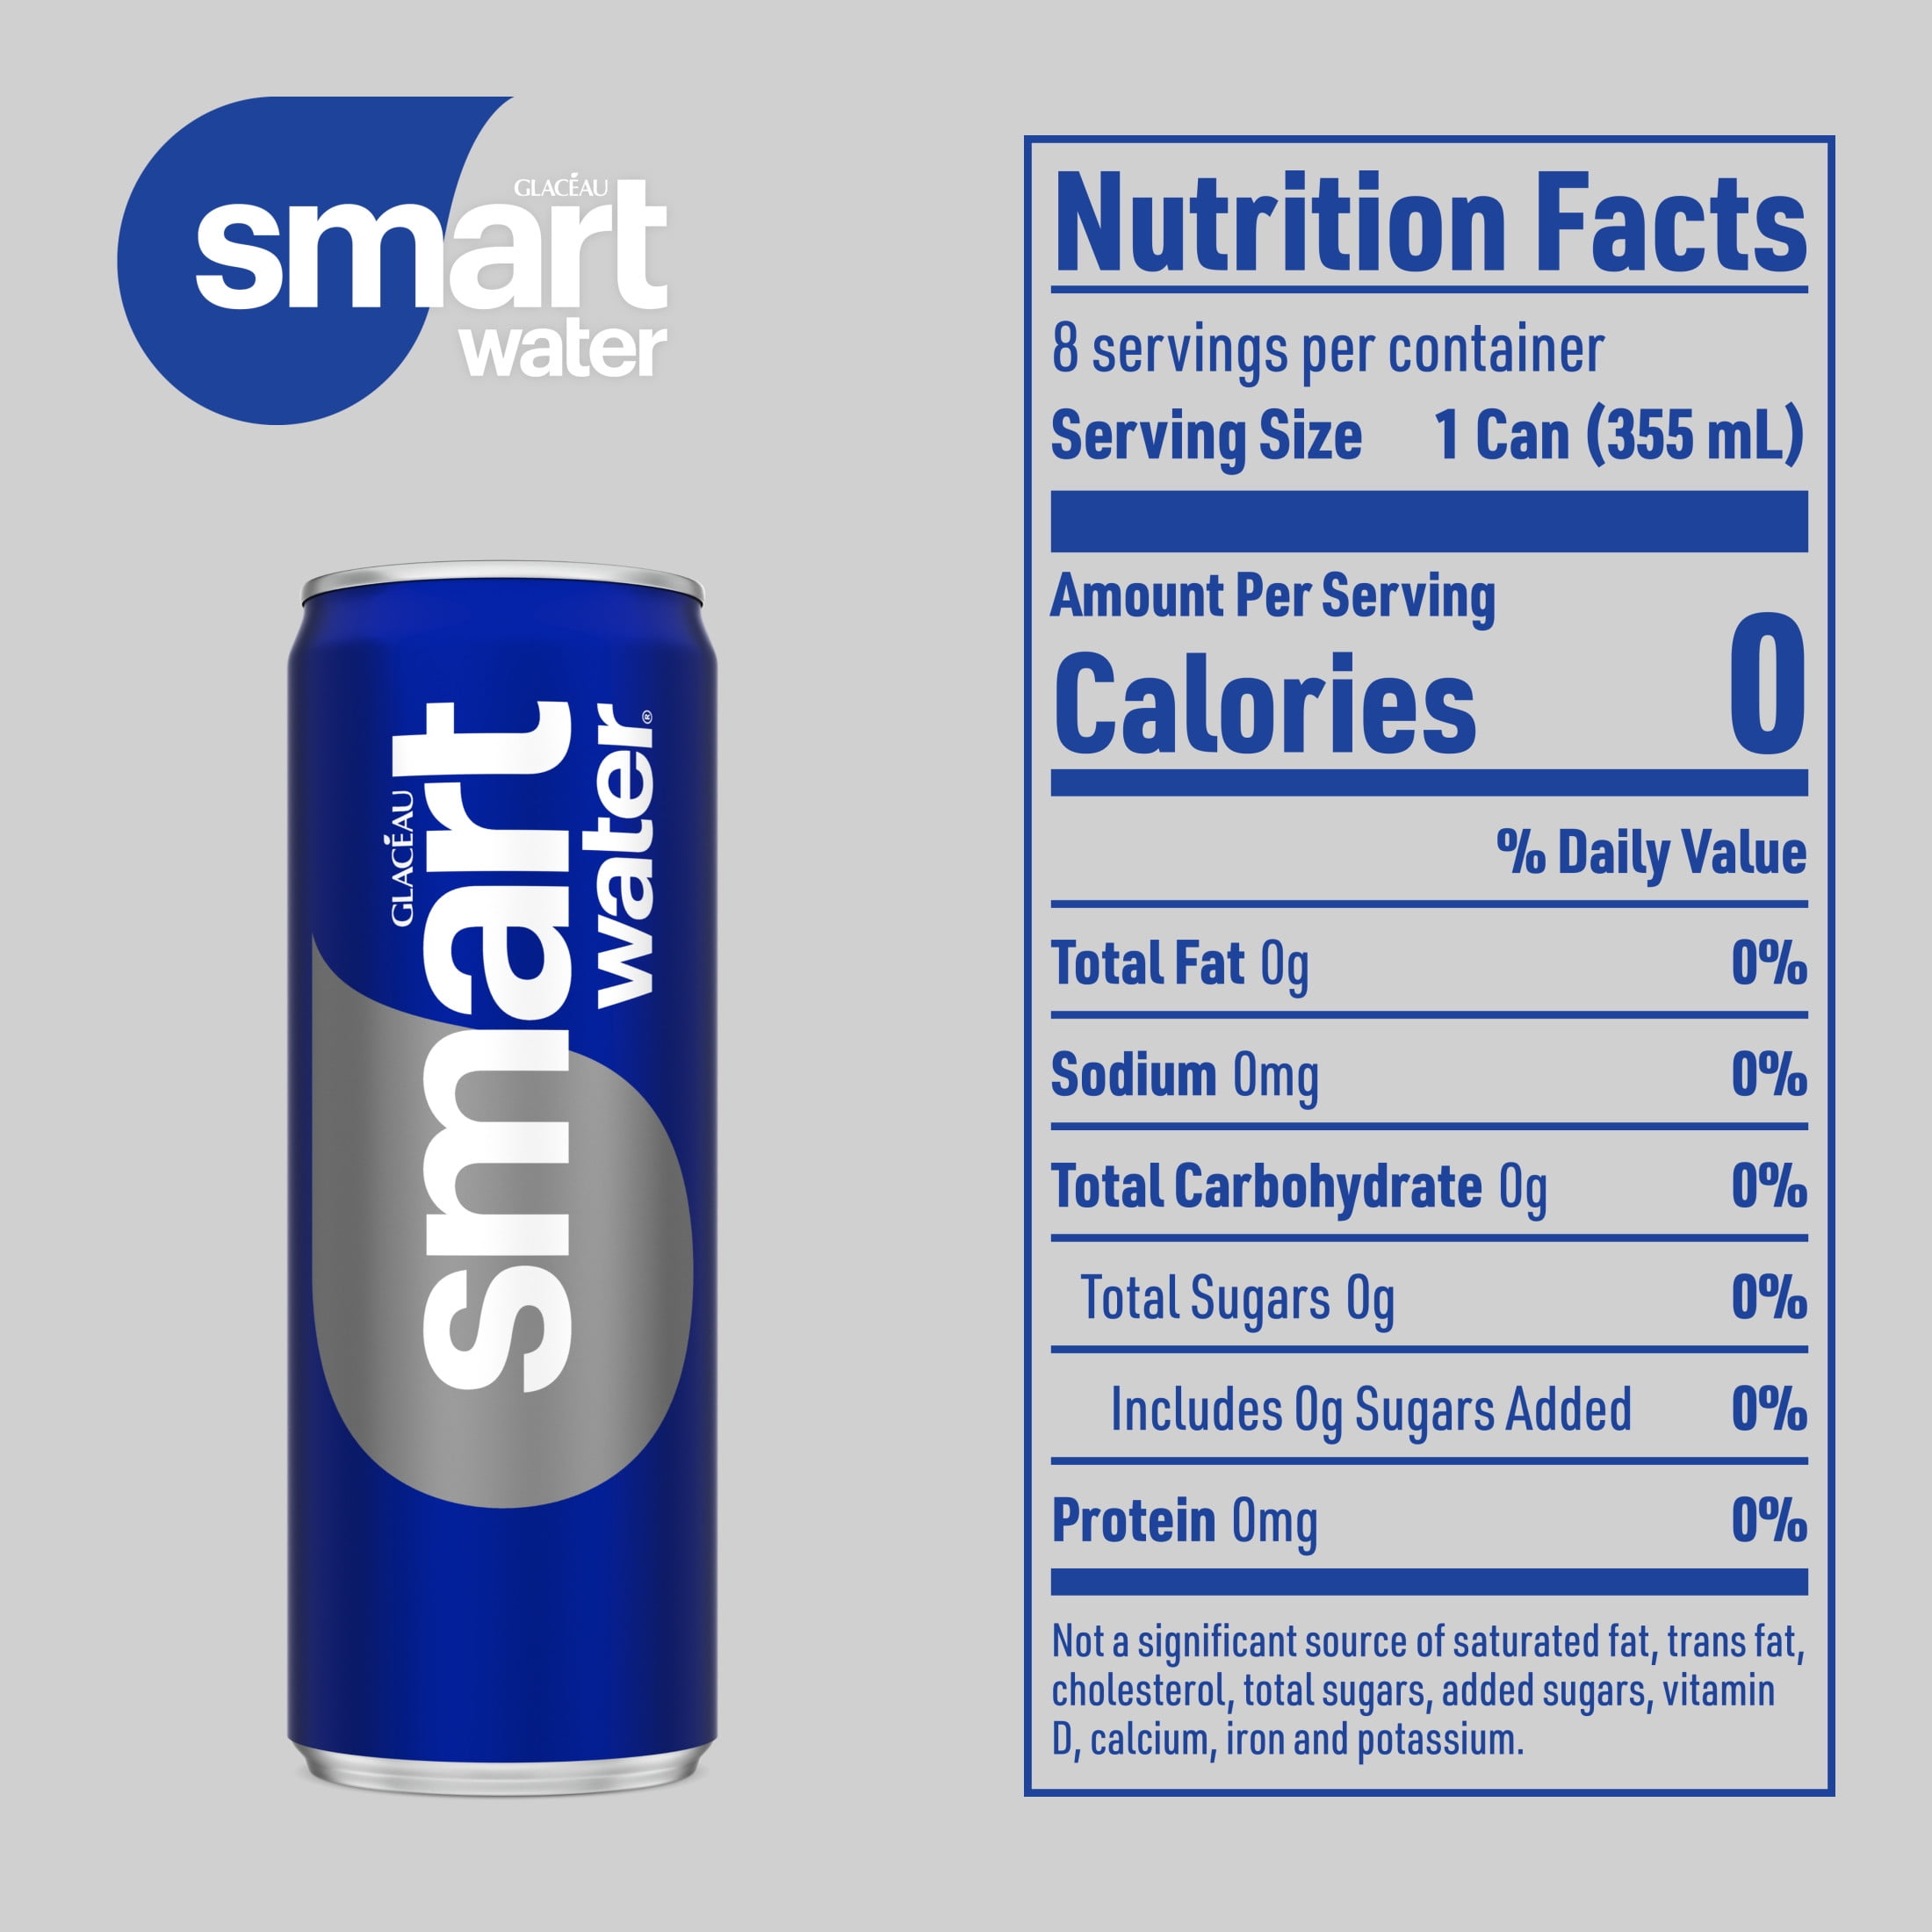 GLACÉAU
smart
water
GLACÉAU
smart
water®
Nutrition Facts
8 servings per container
Serving Size 1 Can (355 mL)
Amount Per Serving
Calories 0
% Daily Value
Total Fat 0g 0%
Sodium 0mg 0%
Total Carbohydrate 0g 0%
Total Sugars 0g 0%
Includes 0g Sugars Added 0%
Protein 0mg 0%
Not a significant source of saturated fat, trans fat,
cholesterol, total sugars, added sugars, vitamin
D, calcium, iron and potassium.